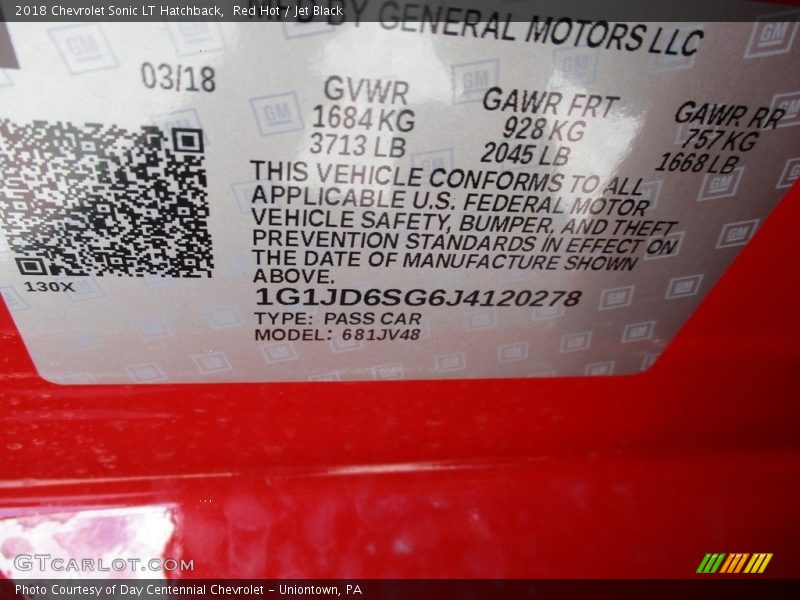 2018 Chevrolet Sonic LT Hatchback, Red Hot / Jet Black
MFD BY GENERAL MOTORS LLC
03/18
GVWR
1684 KG
3713 LB
GAWR FRT
928 KG
2045 LB
GAWR RR
757 KG
1668 LB
THIS VEHICLE CONFORMS TO ALL
APPLICABLE U.S. FEDERAL MOTOR
VEHICLE SAFETY, BUMPER, AND THEFT
PREVENTION STANDARDS IN EFFECT ON
THE DATE OF MANUFACTURE SHOWN
ABOVE.
130X
1G1JD6SG6J4120278
TYPE: PASS CAR
MODEL: 681JV48
GTCARLOT.COM
Photo Courtesy of Day Centennial Chevrolet - Uniontown, PA